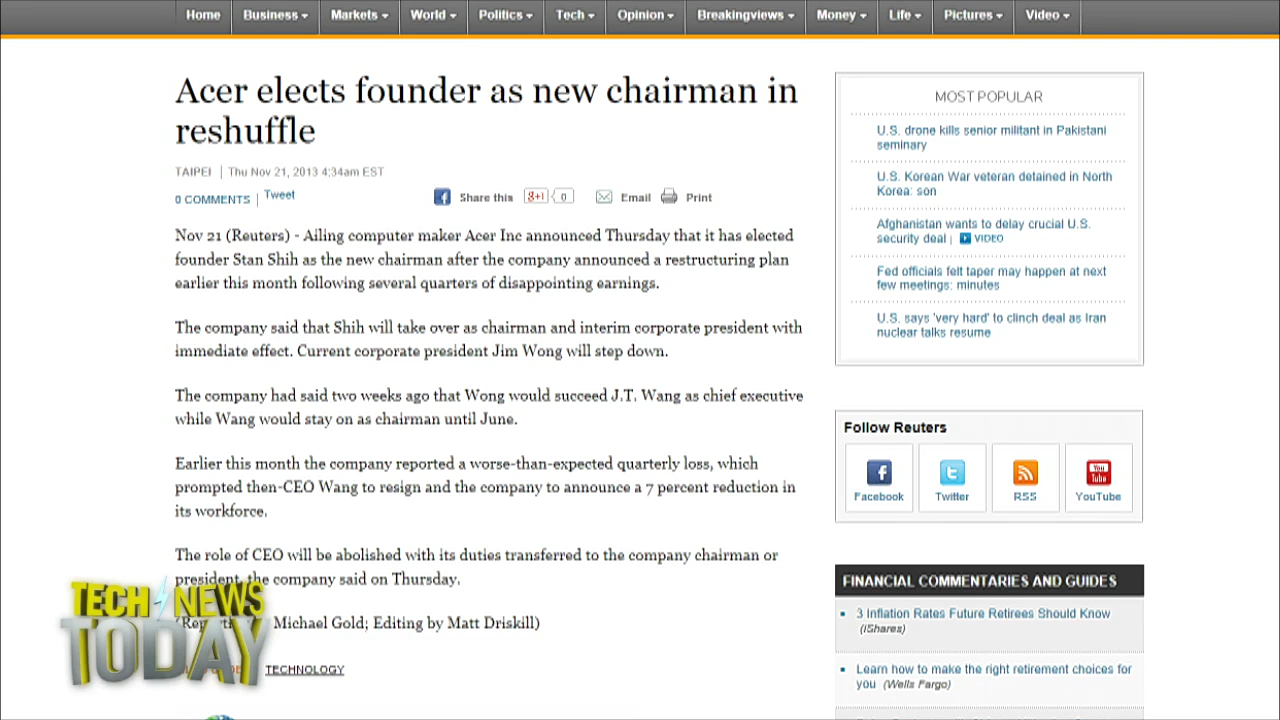 Home Business Markets World Politics Tech Opinion Breakingviews Money Life Pictures Video
Acer elects founder as new chairman in
reshuffle
TAIPEI | Thu Nov 21, 2013 4:34am EST
0 COMMENTS | Tweet
Share this
g+1 0
Email
Print
Nov 21 (Reuters) - Ailing computer maker Acer Inc announced Thursday that it has elected
founder Stan Shih as the new chairman after the company announced a restructuring plan
earlier this month following several quarters of disappointing earnings.
The company said that Shih will take over as chairman and interim corporate president with
immediate effect. Current corporate president Jim Wong will step down.
The company had said two weeks ago that Wong would succeed J.T. Wang as chief executive
while Wang would stay on as chairman until June.
Earlier this month the company reported a worse-than-expected quarterly loss, which
prompted then-CEO Wang to resign and the company to announce a 7 percent reduction in
its workforce.
The role of CEO will be abolished with its duties transferred to the company chairman or
president, the company said on Thursday.
Michael Gold; Editing by Matt Driskill)
TECHNOLOGY
TECH NEWS
TODAY
MOST POPULAR
U.S. drone kills senior militant in Pakistani
seminary
U.S. Korean War veteran detained in North
Korea: son
Afghanistan wants to delay crucial U.S.
security deal | VIDEO
Fed officials felt taper may happen at next
few meetings: minutes
U.S. says 'very hard' to clinch deal as Iran
nuclear talks resume
Follow Reuters
Facebook Twitter RSS YouTube
FINANCIAL COMMENTARIES AND GUIDES
3 Inflation Rates Future Retirees Should Know
(iShares)
Learn how to make the right retirement choices for
you (Wells Fargo)